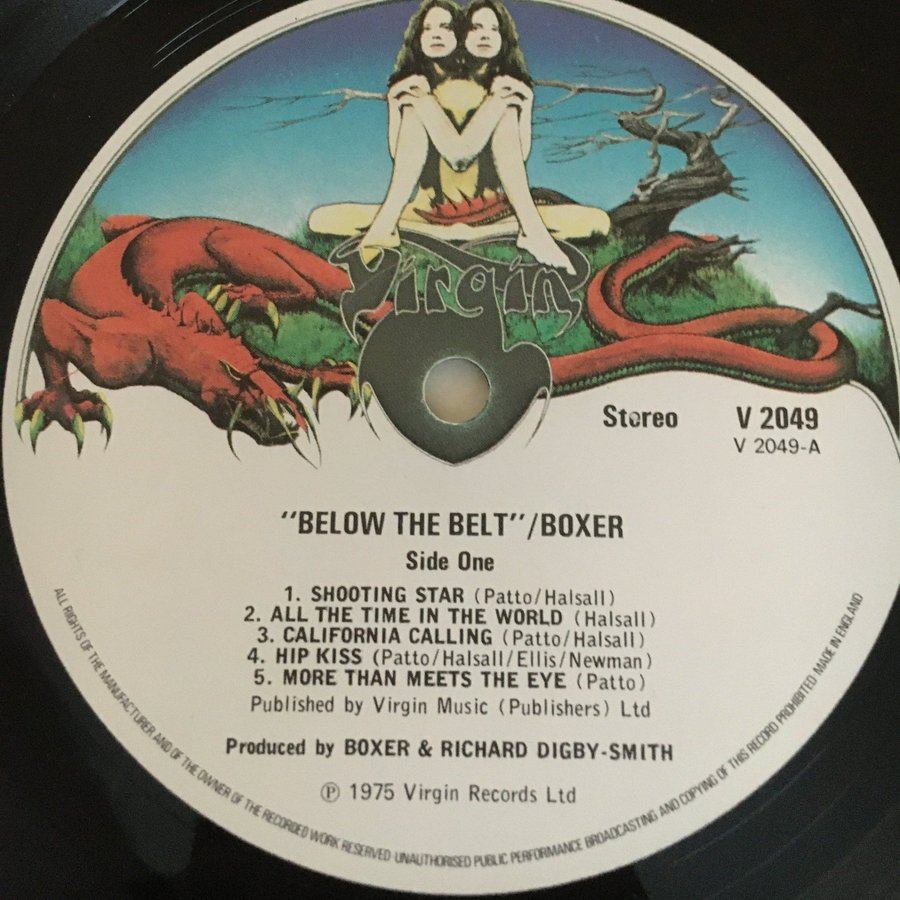 Virgin
Stereo V 2049
V 2049-A
"BELOW THE BELT"/BOXER
Side One
1. SHOOTING STAR (Patto/Halsall)
2. ALL THE TIME IN THE WORLD (Halsall)
3. CALIFORNIA CALLING (Patto/Halsall)
4. HIP KISS (Patto/Halsall/Ellis/Newman)
5. MORE THAN MEETS THE EYE (Patto)
Published by Virgin Music (Publishers) Ltd
Produced by BOXER & RICHARD DIGBY-SMITH
℗ 1975 Virgin Records Ltd
ALL RIGHTS OF THE MANUFACTURER AND OF THE OWNER OF THE RECORDED WORK RESERVED UNAUTHORISED PUBLIC PERFORMANCE BROADCASTING AND COPYING OF THIS RECORD PROHIBITED MADE IN ENGLAND